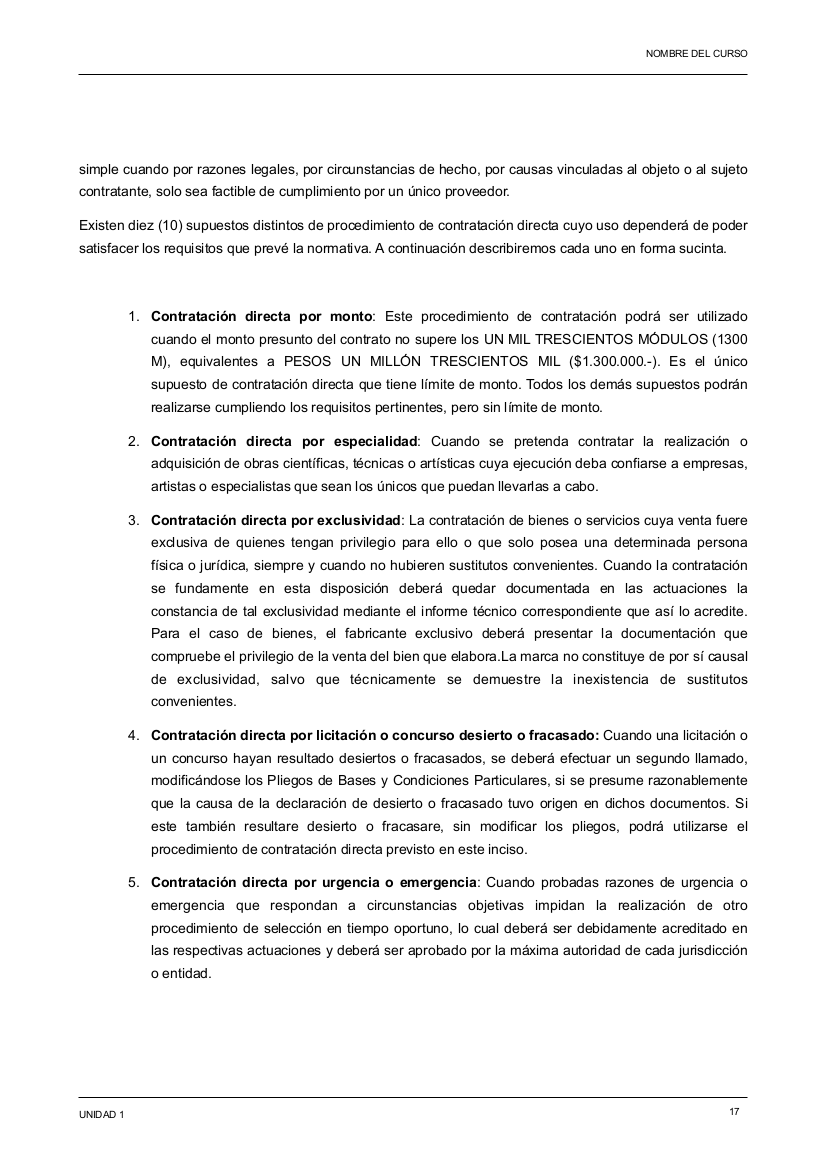 NOMBRE DEL CURSO
simple cuando por razones legales, por circunstancias de hecho, por causas vinculadas al objeto o al sujeto
contratante, solo sea factible de cumplimiento por un único proveedor.
Existen diez (10) supuestos distintos de procedimiento de contratación directa cuyo uso dependerá de poder
satisfacer los requisitos que prevé la normativa. A continuación describiremos cada uno en forma sucinta.
1. Contratación directa por monto: Este procedimiento de contratación podrá ser utilizado
cuando el monto presunto del contrato no supere los UN MIL TRESCIENTOS MÓDULOS (1300
M), equivalentes a PESOS UN MILLÓN TRESCIENTOS MIL ($1.300.000.-). Es el único
supuesto de contratación directa que tiene límite de monto. Todos los demás supuestos podrán
realizarse cumpliendo los requisitos pertinentes, pero sin límite de monto.
2. Contratación directa por especialidad: Cuando se pretenda contratar la realización o
adquisición de obras científicas, técnicas o artísticas cuya ejecución deba confiarse a empresas,
artistas o especialistas que sean los únicos que puedan llevarlas a cabo.
3. Contratación directa por exclusividad: La contratación de bienes o servicios cuya venta fuere
exclusiva de quienes tengan privilegio para ello o que solo posea una determinada persona
física o jurídica, siempre y cuando no hubieren sustitutos convenientes. Cuando la contratación
se fundamente en esta disposición deberá quedar documentada en las actuaciones la
constancia de tal exclusividad mediante el informe técnico correspondiente que así lo acredite.
Para el caso de bienes, el fabricante exclusivo deberá presentar la documentación que
compruebe el privilegio de la venta del bien que elabora.La marca no constituye de por sí causal
de exclusividad, salvo que técnicamente se demuestre la inexistencia de sustitutos
convenientes.
4. Contratación directa por licitación o concurso desierto o fracasado: Cuando una licitación o
un concurso hayan resultado desiertos o fracasados, se deberá efectuar un segundo llamado,
modificándose los Pliegos de Bases y Condiciones Particulares, si se presume razonablemente
que la causa de la declaración de desierto o fracasado tuvo origen en dichos documentos. Si
este también resultare desierto o fracasare, sin modificar los pliegos, podrá utilizarse el
procedimiento de contratación directa previsto en este inciso.
5. Contratación directa por urgencia o emergencia: Cuando probadas razones de urgencia o
emergencia que respondan a circunstancias objetivas impidan la realización de otro
procedimiento de selección en tiempo oportuno, lo cual deberá ser debidamente acreditado en
las respectivas actuaciones y deberá ser aprobado por la máxima autoridad de cada jurisdicción
o entidad.
UNIDAD 1
17